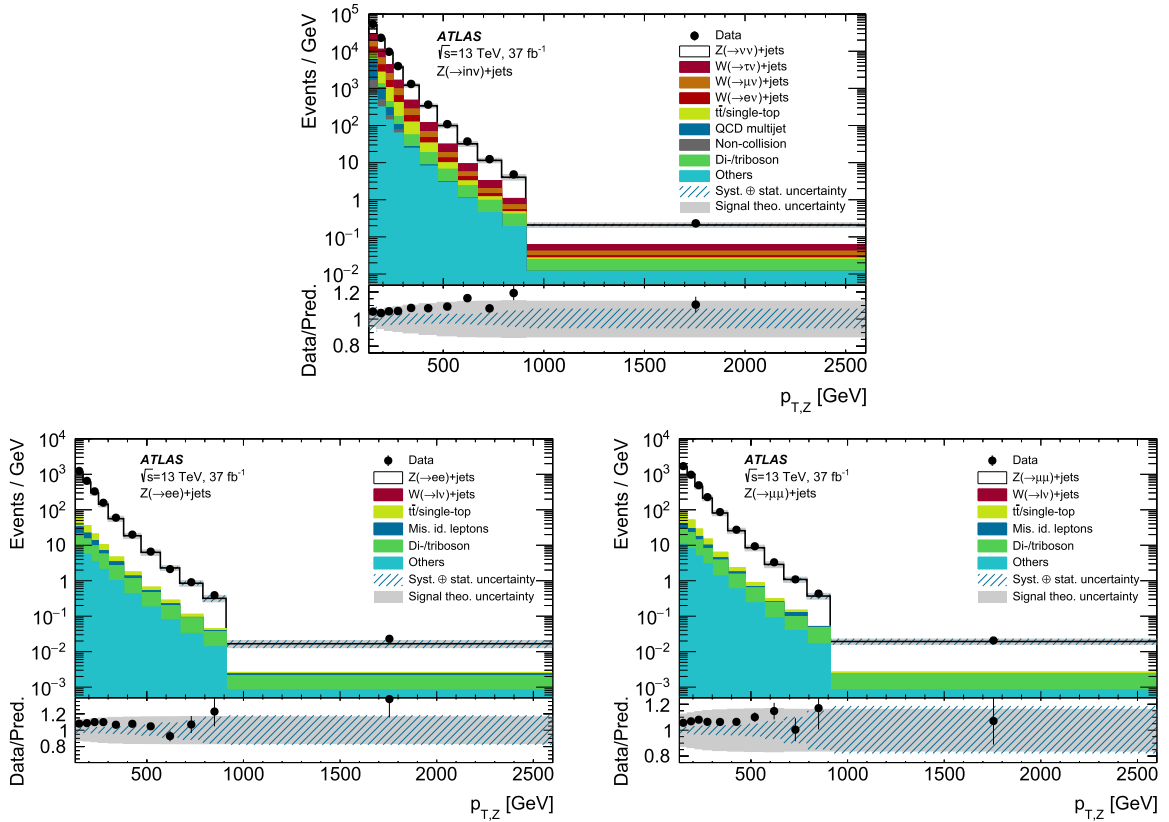 Events / GeV
10⁵
10⁴
10³
10²
10
1
10⁻¹
10⁻²
ATLAS
√s=13 TeV, 37 fb⁻¹
Z(→inv)+jets
Data
Z(→νν)+jets
W(→τν)+jets
W(→μν)+jets
W(→eν)+jets
tt̄/single-top
QCD multijet
Non-collision
Di-/triboson
Others
Syst. ⊕ stat. uncertainty
Signal theo. uncertainty
Data/Pred.
1.2
1
0.8
500 1000 1500 2000 2500
p_T,Z [GeV]
Events / GeV
10⁴
10³
10²
10
1
10⁻¹
10⁻²
10⁻³
ATLAS
√s=13 TeV, 37 fb⁻¹
Z(→ee)+jets
Data
Z(→ee)+jets
W(→lν)+jets
tt̄/single-top
Mis. id. leptons
Di-/triboson
Others
Syst. ⊕ stat. uncertainty
Signal theo. uncertainty
Data/Pred.
1.2
1
0.8
500 1000 1500 2000 2500
p_T,Z [GeV]
Events / GeV
10⁴
10³
10²
10
1
10⁻¹
10⁻²
10⁻³
ATLAS
√s=13 TeV, 37 fb⁻¹
Z(→μμ)+jets
Data
Z(→μμ)+jets
W(→lν)+jets
tt̄/single-top
Mis. id. leptons
Di-/triboson
Others
Syst. ⊕ stat. uncertainty
Signal theo. uncertainty
Data/Pred.
1.2
1
0.8
500 1000 1500 2000 2500
p_T,Z [GeV]